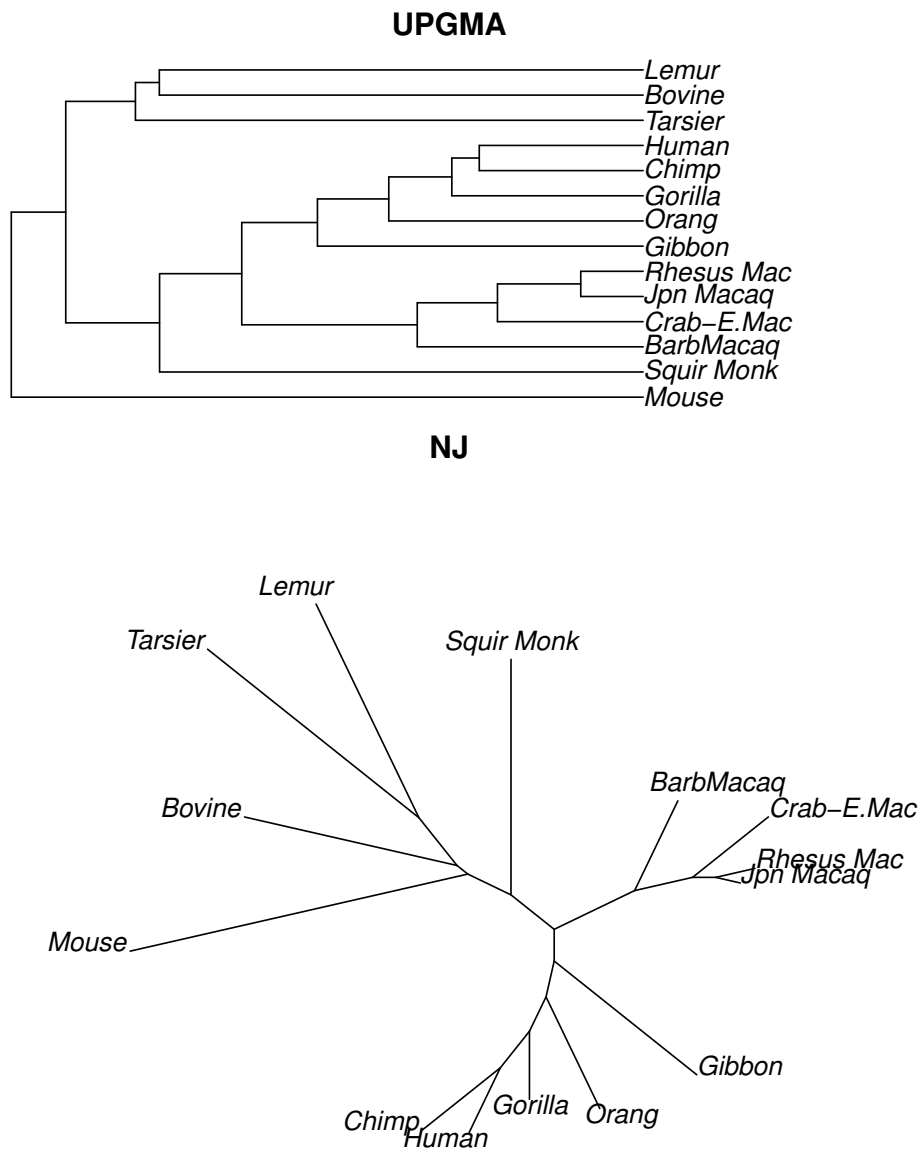 UPGMA
Lemur
Bovine
Tarsier
Human
Chimp
Gorilla
Orang
Gibbon
Rhesus Mac
Jpn Macaq
Crab−E.Mac
BarbMacaq
Squir Monk
Mouse
NJ
Lemur
Tarsier
Squir Monk
BarbMacaq
Bovine
Crab−E.Mac
Rhesus Mac
Jpn Macaq
Mouse
Gibbon
Gorilla
Orang
Chimp
Human